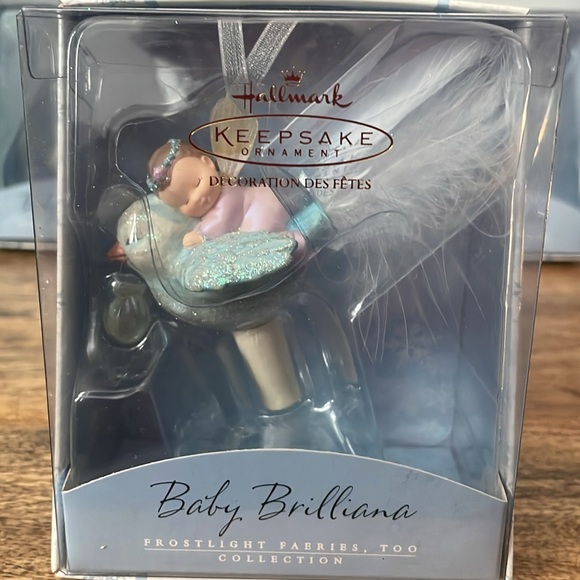 Hallmark
KEEPSAKE
ORNAMENT
DÉCORATION DES FÊTES
Baby Brilliana
FROSTLIGHT FAERIES, TOO
COLLECTION